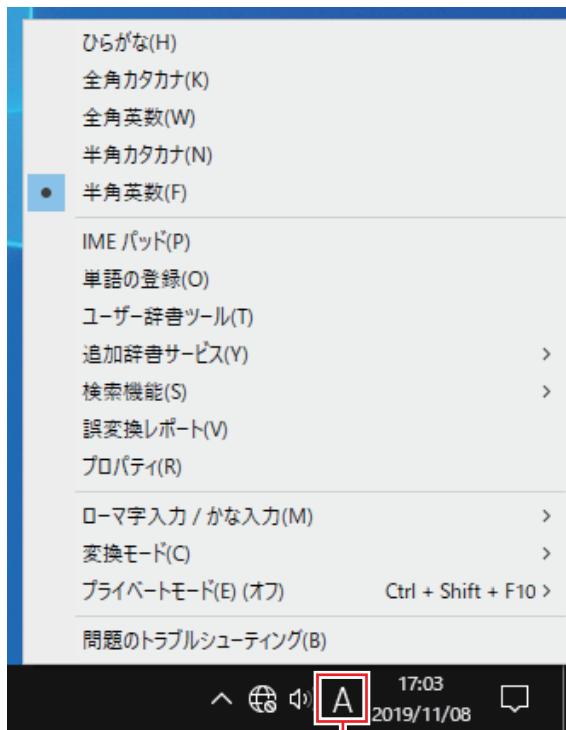 ひらがな(H)
全角カタカナ(K)
全角英数(W)
半角カタカナ(N)
半角英数(F)
IME パッド(P)
単語の登録(O)
ユーザー辞書ツール(T)
追加辞書サービス(Y)
検索機能(S)
誤変換レポート(V)
プロパティ(R)
ローマ字入力 / かな入力(M)
変換モード(C)
プライベートモード(E) (オフ) Ctrl + Shift + F10
問題のトラブルシューティング(B)
A 17:03
2019/11/08